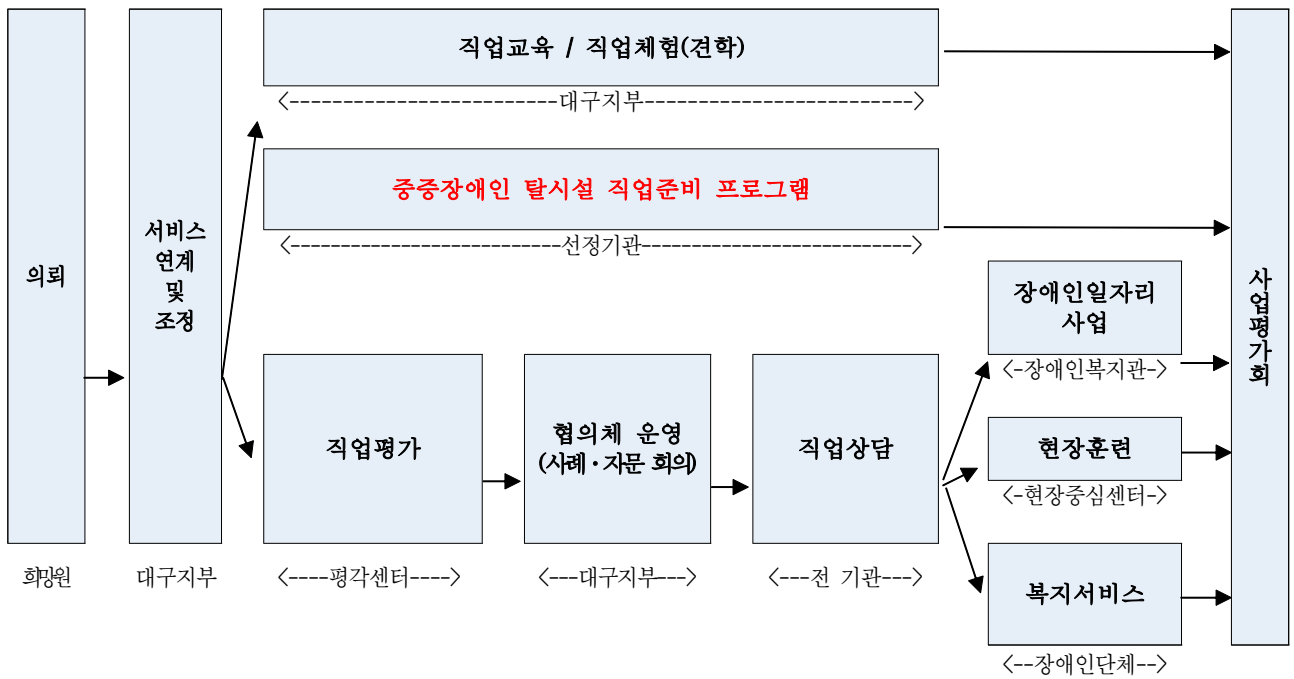 직업교육 / 직업체험(견학)
<-------------------------대구지부------------------------->
중증장애인 탈시설 직업준비 프로그램
<-------------------------선정기관------------------------->
의뢰
희망원
서비스
연계
및
조정
대구지부
직업평가
<----평각센터---->
협의체 운영
(사례·자문 회의)
<---대구지부--->
직업상담
<---전 기관--->
장애인일자리
사업
<-장애인복지관->
현장훈련
<-현장중심센터->
복지서비스
<--장애인단체-->
사업평가회